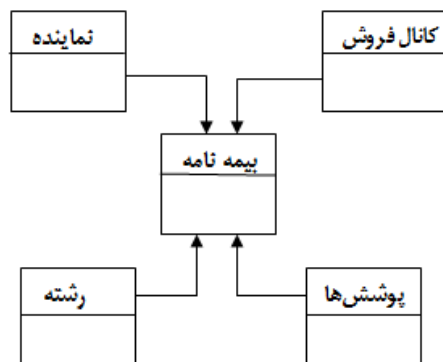 کانال فروش
نماینده
بیمه نامه
پوشش‌ها
رشته